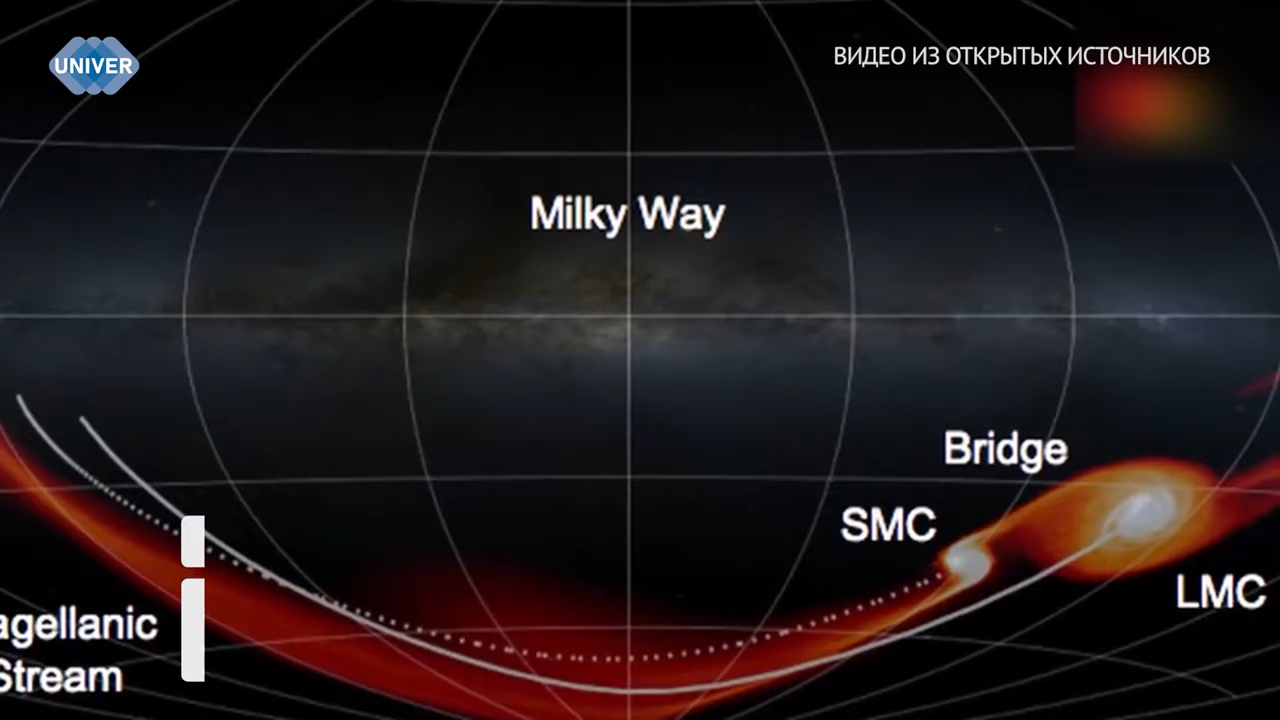 UNIVER
ВИДЕО ИЗ ОТКРЫТЫХ ИСТОЧНИКОВ
Milky Way
Bridge
SMC
LMC
agellanic
Stream